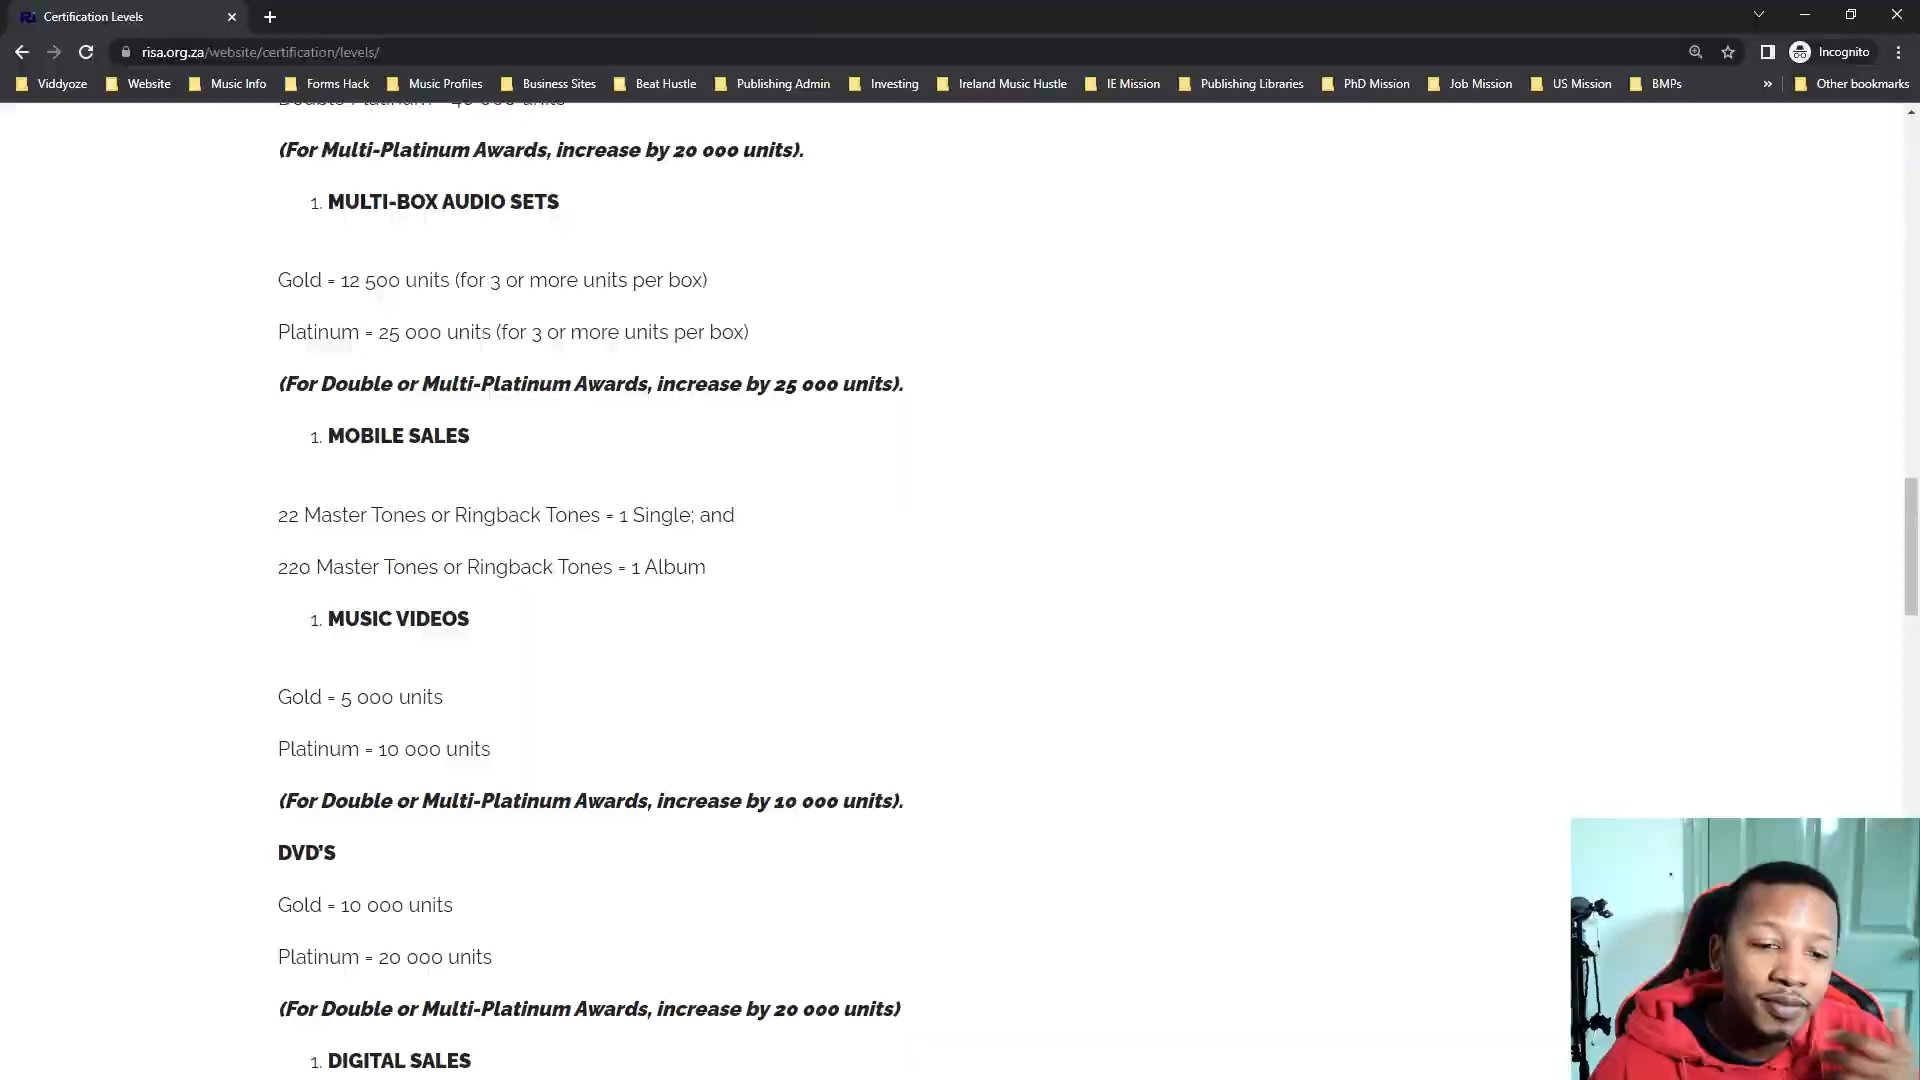 Certification Levels
risa.org.za/website/certification/levels/
Incognito
Viddyoze Website Music Info Forms Hack Music Profiles Business Sites Beat Hustle Publishing Admin Investing Ireland Music Hustle IE Mission Publishing Libraries PhD Mission Job Mission US Mission BMPs » Other bookmarks
Double Platinum = 40 000 units
(For Multi-Platinum Awards, increase by 20 000 units).
1. MULTI-BOX AUDIO SETS
Gold = 12 500 units (for 3 or more units per box)
Platinum = 25 000 units (for 3 or more units per box)
(For Double or Multi-Platinum Awards, increase by 25 000 units).
1. MOBILE SALES
22 Master Tones or Ringback Tones = 1 Single; and
220 Master Tones or Ringback Tones = 1 Album
1. MUSIC VIDEOS
Gold = 5 000 units
Platinum = 10 000 units
(For Double or Multi-Platinum Awards, increase by 10 000 units).
DVD'S
Gold = 10 000 units
Platinum = 20 000 units
(For Double or Multi-Platinum Awards, increase by 20 000 units)
1. DIGITAL SALES